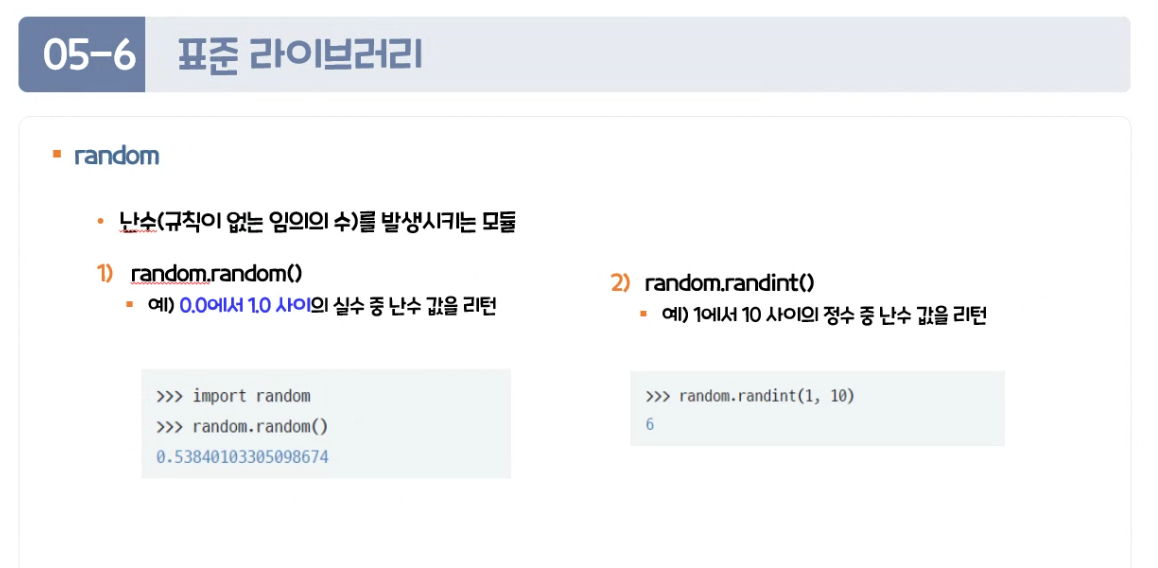 05-6 표준 라이브러리
random
난수(규칙이 없는 임의의 수)를 발생시키는 모듈
1) random.random()
예) 0.0에서 1.0 사이의 실수 중 난수 값을 리턴
>>> import random
>>> random.random()
0.53840103305098674
2) random.randint()
예) 1에서 10 사이의 정수 중 난수 값을 리턴
>>> random.randint(1, 10)
6